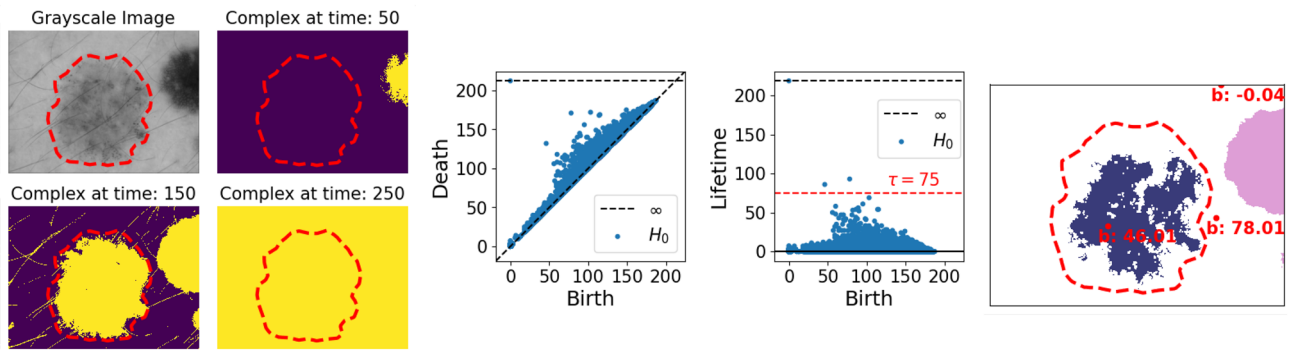 Grayscale Image
Complex at time: 50
Complex at time: 150
Complex at time: 250
Death
200
150
100
50
0
∞
H₀
0
50
100
150
200
Birth
Lifetime
200
150
100
50
0
∞
H₀
τ = 75
0
50
100
150
200
Birth
b: -0.04
b: 46.01
b: 78.01